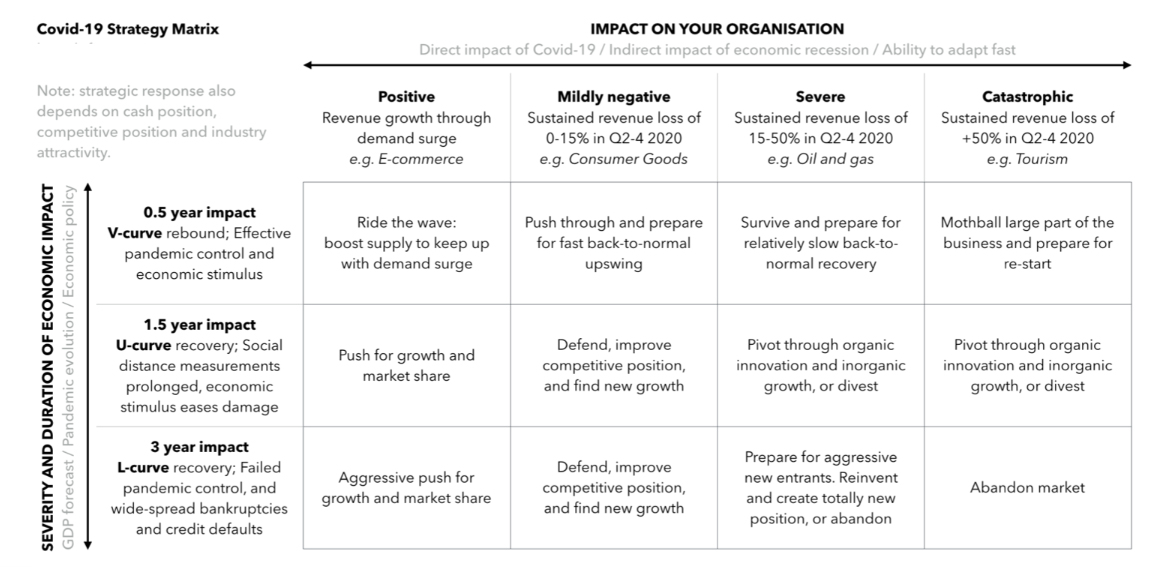 Covid-19 Strategy Matrix
IMPACT ON YOUR ORGANISATION
Direct impact of Covid-19 / Indirect impact of economic recession / Ability to adapt fast
Note: strategic response also
depends on cash position,
competitive position and industry
attractivity.
Positive
Revenue growth through
demand surge
e.g. E-commerce
Mildly negative
Sustained revenue loss of
0-15% in Q2-4 2020
e.g. Consumer Goods
Severe
Sustained revenue loss of
15-50% in Q2-4 2020
e.g. Oil and gas
Catastrophic
Sustained revenue loss of
+50% in Q2-4 2020
e.g. Tourism
SEVERITY AND DURATION OF ECONOMIC IMPACT
GDP forecast / Pandemic evolution / Economic policy
0.5 year impact
V-curve rebound; Effective
pandemic control and
economic stimulus
Ride the wave:
boost supply to keep up
with demand surge
Push through and prepare
for fast back-to-normal
upswing
Survive and prepare for
relatively slow back-to-
normal recovery
Mothball large part of the
business and prepare for
re-start
1.5 year impact
U-curve recovery; Social
distance measurements
prolonged, economic
stimulus eases damage
Push for growth and
market share
Defend, improve
competitive position,
and find new growth
Pivot through organic
innovation and inorganic
growth, or divest
Pivot through organic
innovation and inorganic
growth, or divest
3 year impact
L-curve recovery; Failed
pandemic control, and
wide-spread bankruptcies
and credit defaults
Aggressive push for
growth and market share
Defend, improve
competitive position,
and find new growth
Prepare for aggressive
new entrants. Reinvent
and create totally new
position, or abandon
Abandon market